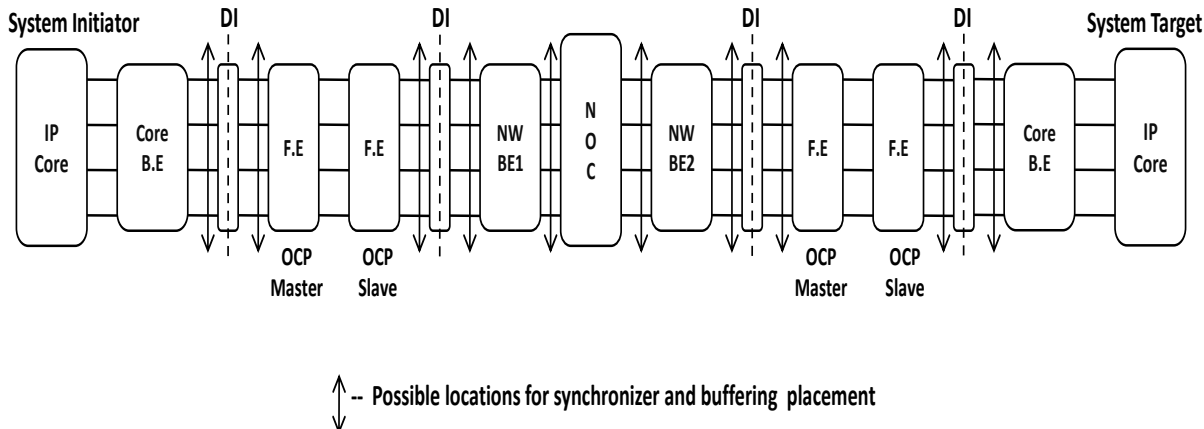 System Initiator
DI
DI
DI
DI
System Target
IP
Core
Core
B.E
F.E
F.E
NW
BE1
N
O
C
NW
BE2
F.E
F.E
Core
B.E
IP
Core
OCP
Master
OCP
Slave
OCP
Master
OCP
Slave
-- Possible locations for synchronizer and buffering placement